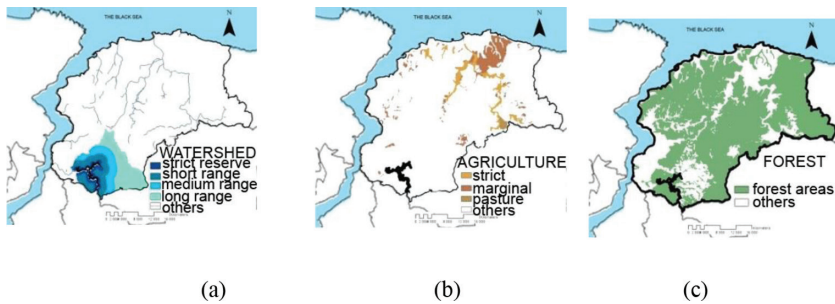 THE BLACK SEA
WATERSHED
strict reserve
short range
medium range
long range
others
THE BLACK SEA
AGRICULTURE
strict
marginal
pasture
others
THE BLACK SEA
FOREST
forest areas
others
(a)
(b)
(c)